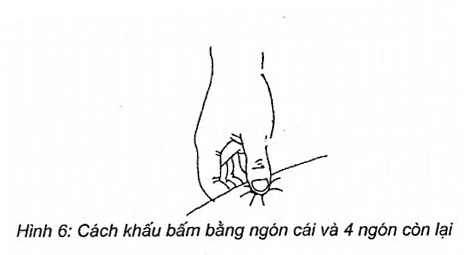 Hình 6: Cách khấu bấm bằng ngón cái và 4 ngón còn lại